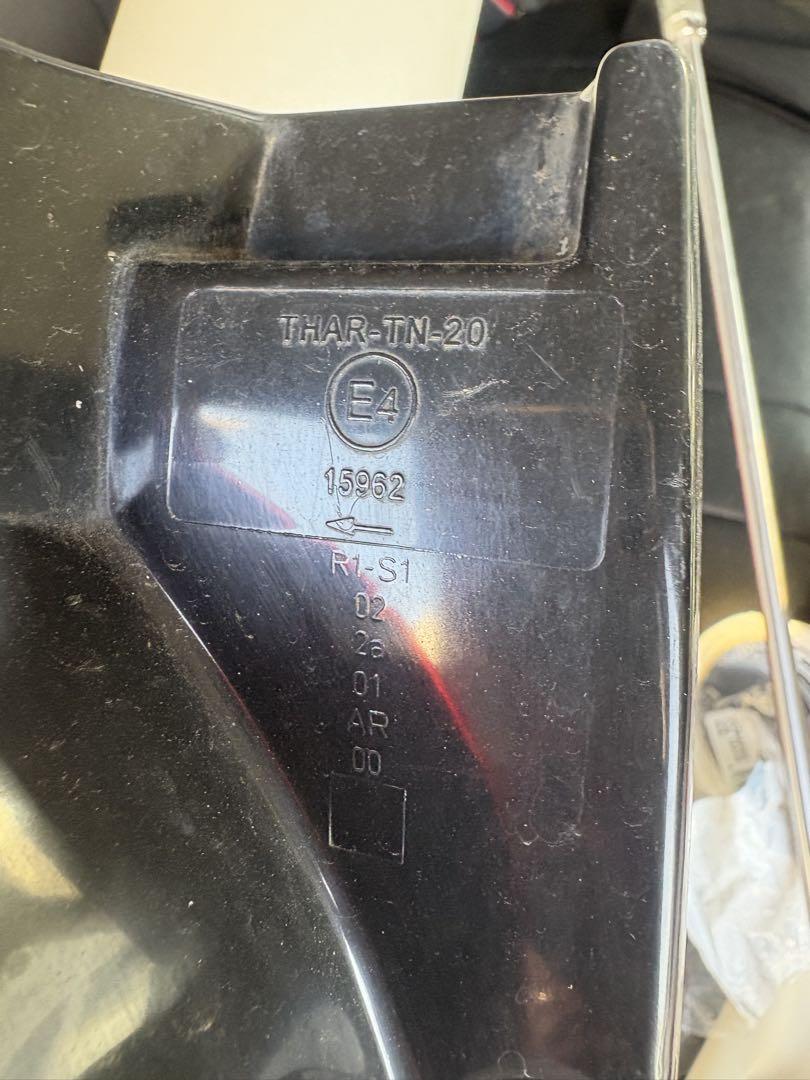 THAR-TN-20
E4
15962
←
R1-S1
02
2a
01
AR
00